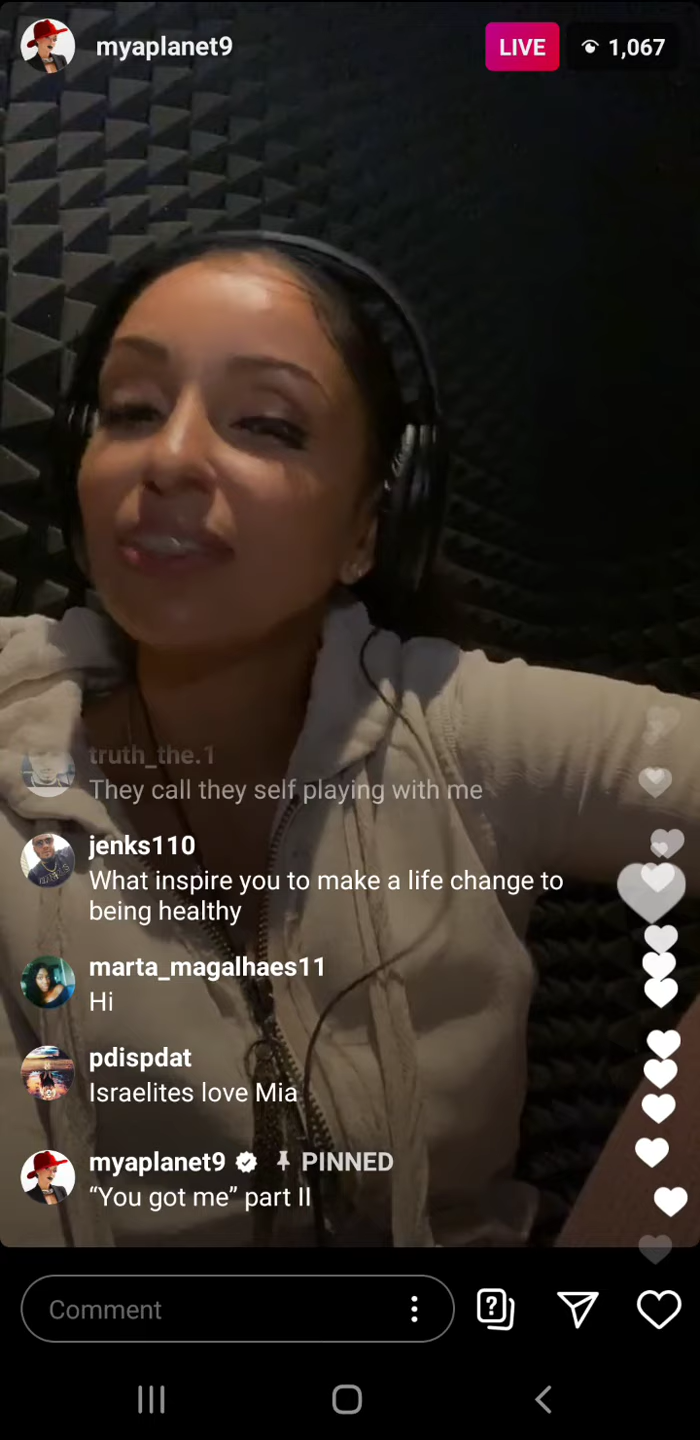 myaplanet9
LIVE
1,067
truth_the.1
They call they self playing with me
jenks110
What inspire you to make a life change to
being healthy
marta_magalhaes11
Hi
pdispdat
Israelites love Mia
myaplanet9 PINNED
“You got me” part II
Comment